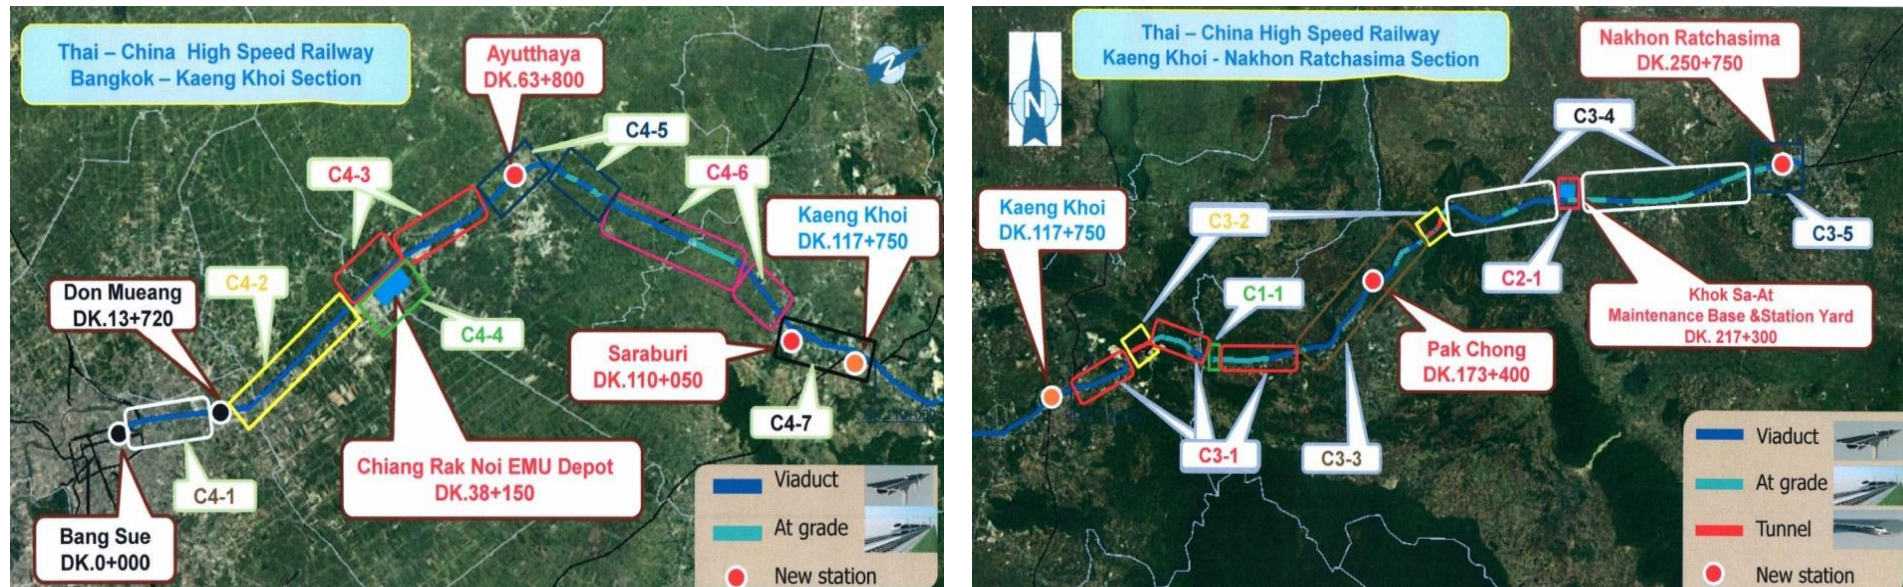 Thai – China High Speed Railway
Bangkok – Kaeng Khoi Section
Ayutthaya
DK.63+800
Z
C4-5
C4-3
C4-6
Kaeng Khoi
DK.117+750
Don Mueang
DK.13+720
C4-2
C4-4
Saraburi
DK.110+050
C4-7
Chiang Rak Noi EMU Depot
DK.38+150
C4-1
Bang Sue
DK.0+000
Viaduct
At grade
New station
Thai – China High Speed Railway
Kaeng Khoi - Nakhon Ratchasima Section
Nakhon Ratchasima
DK.250+750
N
C3-4
Kaeng Khoi
DK.117+750
C3-2
C3-5
C2-1
C1-1
Khok Sa-At
Maintenance Base &Station Yard
DK. 217+300
Pak Chong
DK.173+400
C3-1
C3-3
Viaduct
At grade
Tunnel
New station